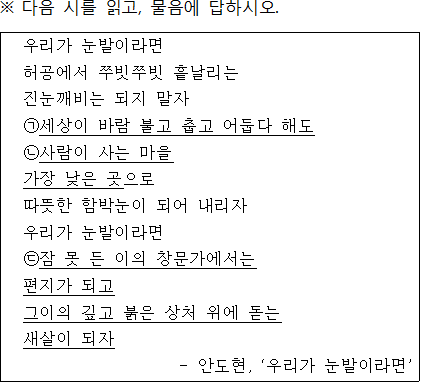 ※ 다음 시를 읽고, 물음에 답하시오.
우리가 눈발이라면
허공에서 쭈빗쭈빗 흩날리는
진눈깨비는 되지 말자
㉠세상이 바람 불고 춥고 어둡다 해도
㉡사람이 사는 마을
가장 낮은 곳으로
따뜻한 함박눈이 되어 내리자
우리가 눈발이라면
㉢잠 못 든 이의 창문가에서는
편지가 되고
그이의 깊고 붉은 상처 위에 돋는
새살이 되자
- 안도현, ‘우리가 눈발이라면’